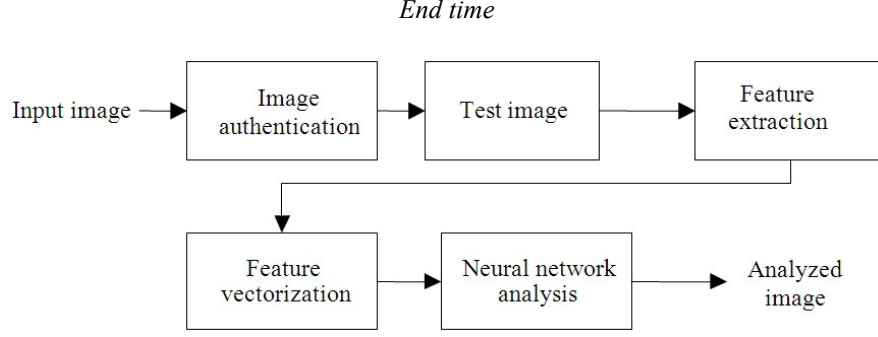 End time
Input image
Image
authentication
Test image
Feature
extraction
Feature
vectorization
Neural network
analysis
Analyzed
image